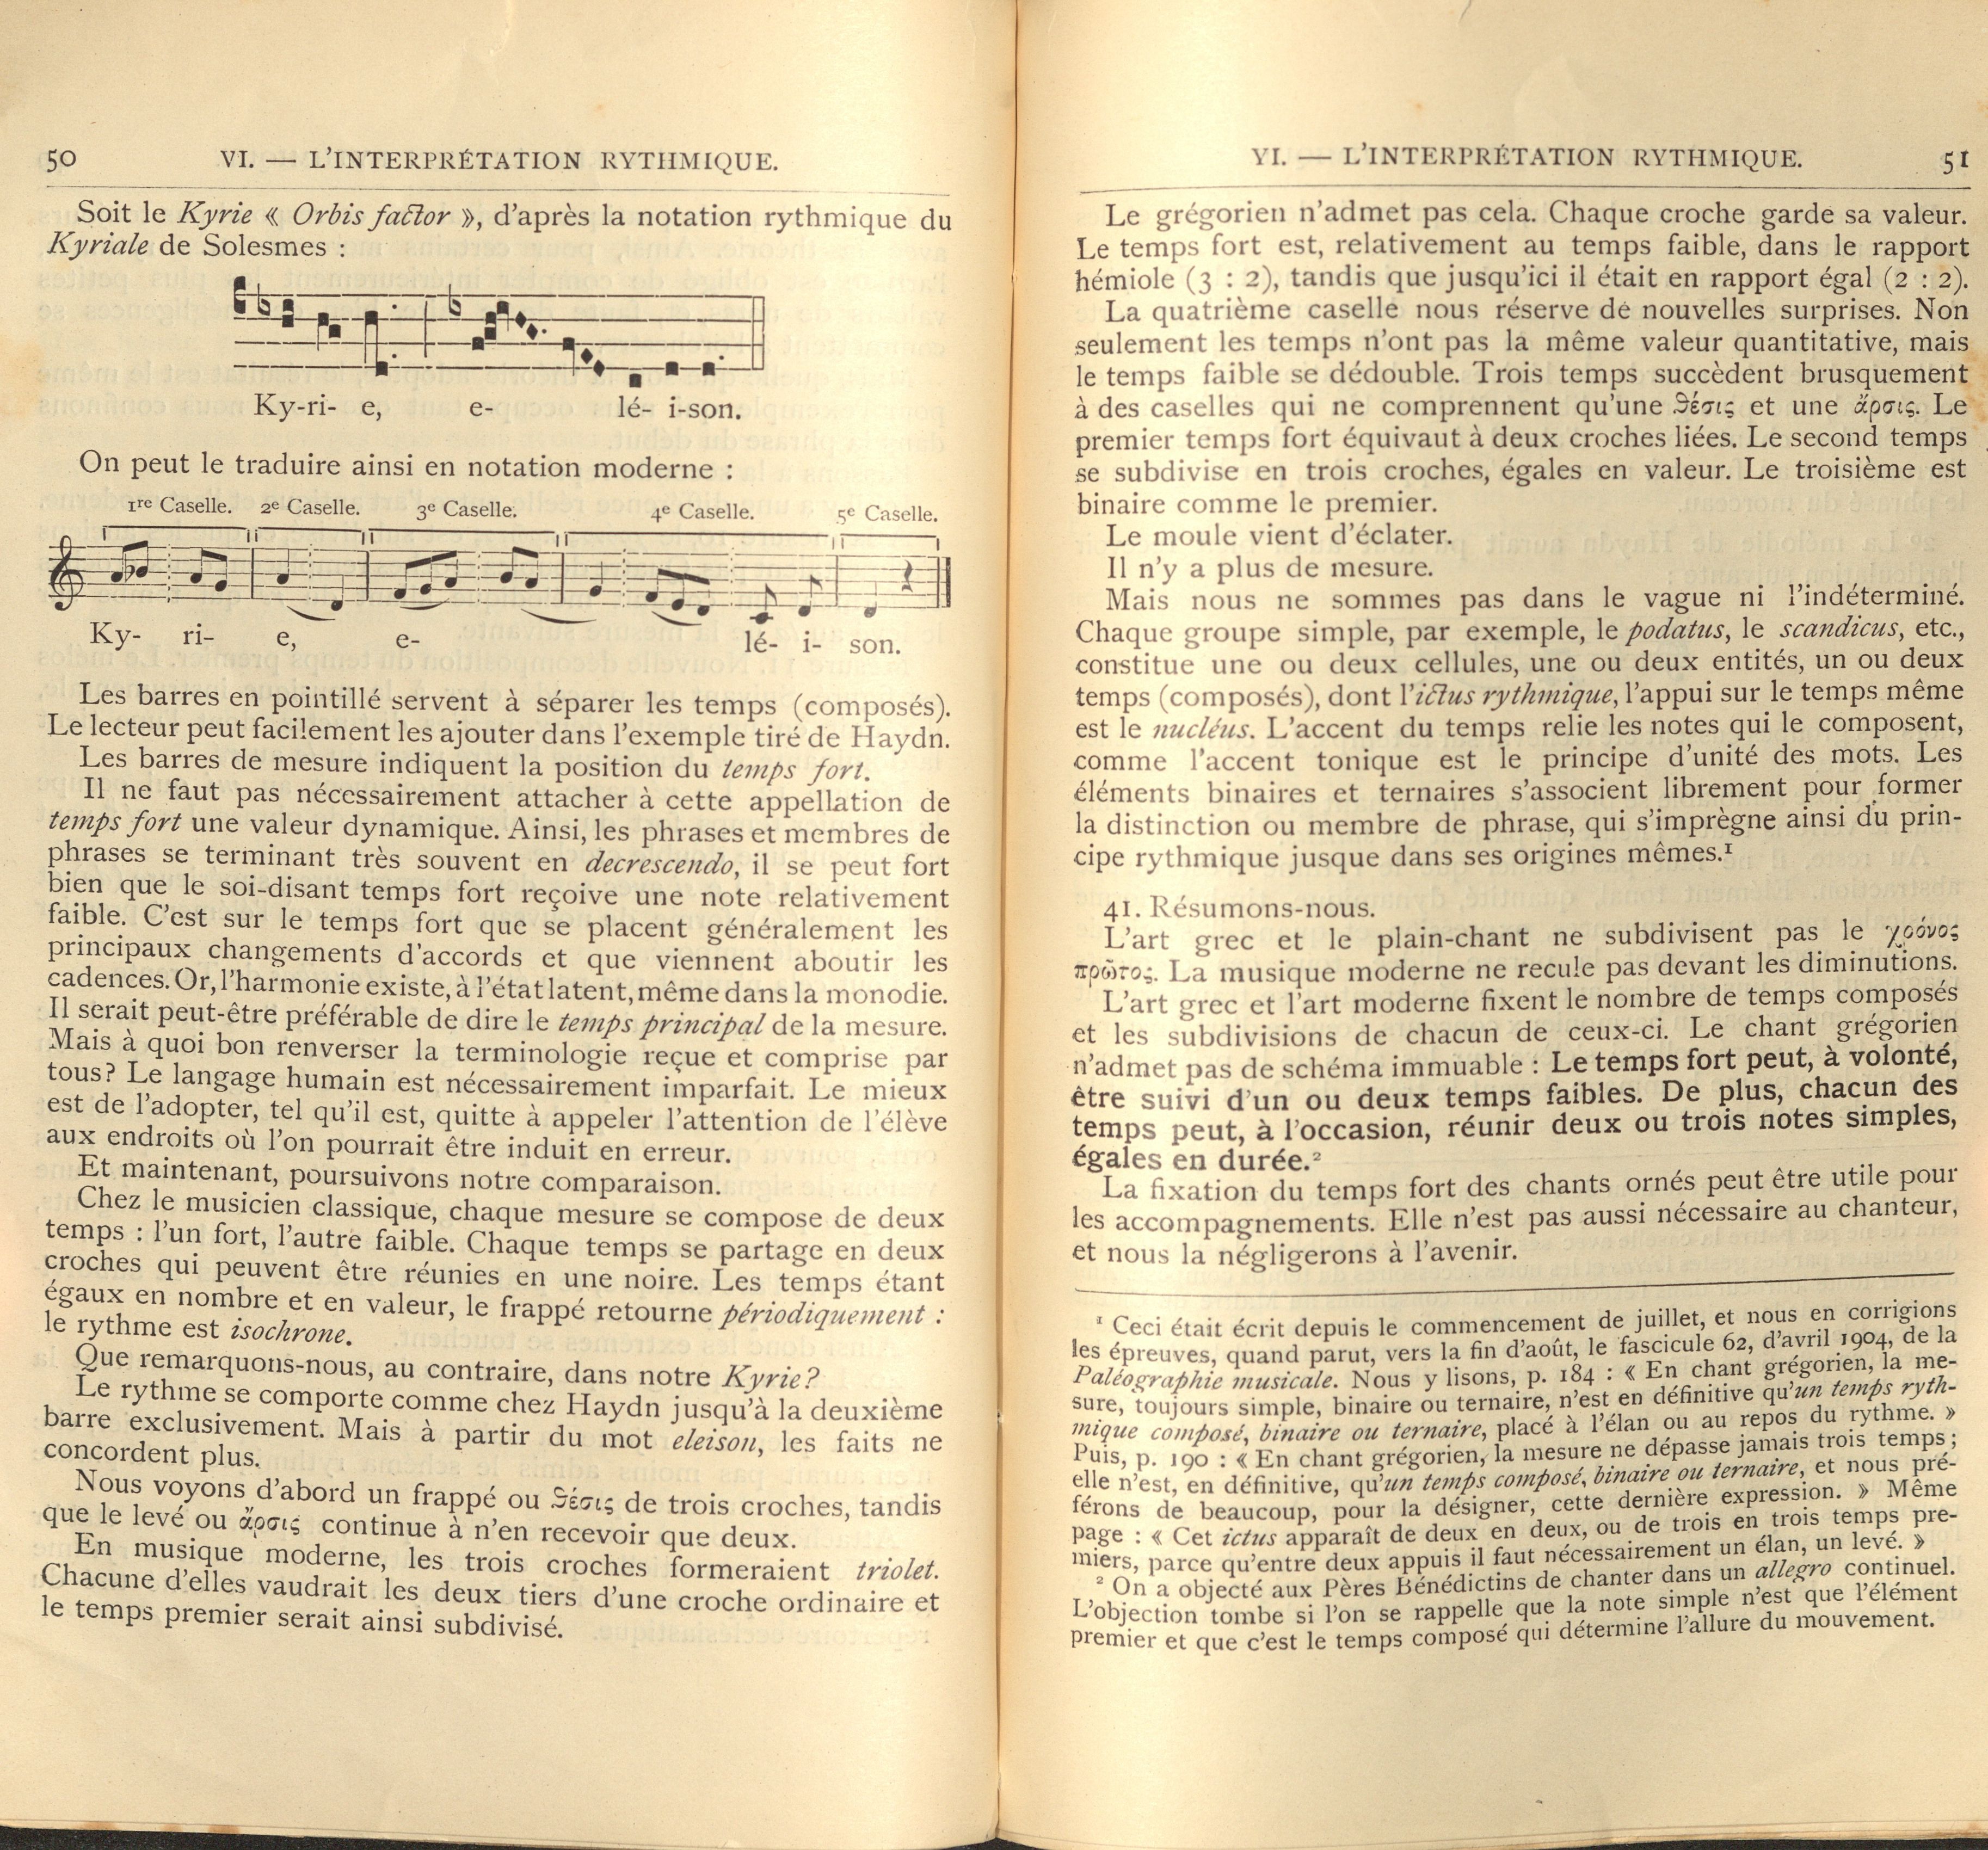 50 VI. — L'INTERPRÉTATION RYTHMIQUE.
Soit le Kyrie « Orbis factor », d'après la notation rythmique du
Kyriale de Solesmes :
Ky-ri- e, e- lé- i-son.
On peut le traduire ainsi en notation moderne :
1re Caselle. 2e Caselle. 3e Caselle. 4e Caselle. 5e Caselle.
Ky- ri- e, e- lé- i- son.
Les barres en pointillé servent à séparer les temps (composés).
Le lecteur peut facilement les ajouter dans l'exemple tiré de Haydn.
Les barres de mesure indiquent la position du temps fort.
Il ne faut pas nécessairement attacher à cette appellation de
temps fort une valeur dynamique. Ainsi, les phrases et membres de
phrases se terminant très souvent en decrescendo, il se peut fort
bien que le soi-disant temps fort reçoive une note relativement
faible. C'est sur le temps fort que se placent généralement les
principaux changements d'accords et que viennent aboutir les
cadences. Or, l'harmonie existe, à l'état latent, même dans la monodie.
Il serait peut-être préférable de dire le temps principal de la mesure.
Mais à quoi bon renverser la terminologie reçue et comprise par
tous? Le langage humain est nécessairement imparfait. Le mieux
est de l'adopter, tel qu'il est, quitte à appeler l'attention de l'élève
aux endroits où l'on pourrait être induit en erreur.
Et maintenant, poursuivons notre comparaison.
Chez le musicien classique, chaque mesure se compose de deux
temps : l'un fort, l'autre faible. Chaque temps se partage en deux
croches qui peuvent être réunies en une noire. Les temps étant
égaux en nombre et en valeur, le frappé retourne périodiquement :
le rythme est isochrone.
Que remarquons-nous, au contraire, dans notre Kyrie?
Le rythme se comporte comme chez Haydn jusqu'à la deuxième
barre exclusivement. Mais à partir du mot eleison, les faits ne
concordent plus.
Nous voyons d'abord un frappé ou θέσις de trois croches, tandis
que le levé ou ἄρσις continue à n'en recevoir que deux.
En musique moderne, les trois croches formeraient triolet.
Chacune d'elles vaudrait les deux tiers d'une croche ordinaire et
le temps premier serait ainsi subdivisé.
VI. — L'INTERPRÉTATION RYTHMIQUE. 51
Le grégorien n'admet pas cela. Chaque croche garde sa valeur.
Le temps fort est, relativement au temps faible, dans le rapport
hémiole (3 : 2), tandis que jusqu'ici il était en rapport égal (2 : 2).
La quatrième caselle nous réserve de nouvelles surprises. Non
seulement les temps n'ont pas la même valeur quantitative, mais
le temps faible se dédouble. Trois temps succèdent brusquement
à des caselles qui ne comprennent qu'une θέσις et une ἄρσις. Le
premier temps fort équivaut à deux croches liées. Le second temps
se subdivise en trois croches, égales en valeur. Le troisième est
binaire comme le premier.
Le moule vient d'éclater.
Il n'y a plus de mesure.
Mais nous ne sommes pas dans le vague ni l'indéterminé.
Chaque groupe simple, par exemple, le podatus, le scandicus, etc.,
constitue une ou deux cellules, une ou deux entités, un ou deux
temps (composés), dont l'ictus rythmique, l'appui sur le temps même
est le nucléus. L'accent du temps relie les notes qui le composent,
comme l'accent tonique est le principe d'unité des mots. Les
éléments binaires et ternaires s'associent librement pour former
la distinction ou membre de phrase, qui s'imprègne ainsi du prin-
cipe rythmique jusque dans ses origines mêmes.¹
41. Résumons-nous.
L'art grec et le plain-chant ne subdivisent pas le χρόνος
πρῶτος. La musique moderne ne recule pas devant les diminutions.
L'art grec et l'art moderne fixent le nombre de temps composés
et les subdivisions de chacun de ceux-ci. Le chant grégorien
n'admet pas de schéma immuable : Le temps fort peut, à volonté,
être suivi d'un ou deux temps faibles. De plus, chacun des
temps peut, à l'occasion, réunir deux ou trois notes simples,
égales en durée.²
La fixation du temps fort des chants ornés peut être utile pour
les accompagnements. Elle n'est pas aussi nécessaire au chanteur,
et nous la négligerons à l'avenir.
¹ Ceci était écrit depuis le commencement de juillet, et nous en corrigions
les épreuves, quand parut, vers la fin d'août, le fascicule 62, d'avril 1904, de la
Paléographie musicale. Nous y lisons, p. 184 : « En chant grégorien, la me-
sure, toujours simple, binaire ou ternaire, n'est en définitive qu'un temps ryth-
mique composé, binaire ou ternaire, placé à l'élan ou au repos du rythme. »
Puis, p. 190 : « En chant grégorien, la mesure ne dépasse jamais trois temps;
elle n'est, en définitive, qu'un temps composé, binaire ou ternaire, et nous pré-
férons de beaucoup, pour la désigner, cette dernière expression. » Même
page : « Cet ictus apparaît de deux en deux, ou de trois en trois temps pre-
miers, parce qu'entre deux appuis il faut nécessairement un élan, un levé. »
² On a objecté aux Pères Bénédictins de chanter dans un allegro continuel.
L'objection tombe si l'on se rappelle que la note simple n'est que l'élément
premier et que c'est le temps composé qui détermine l'allure du mouvement.